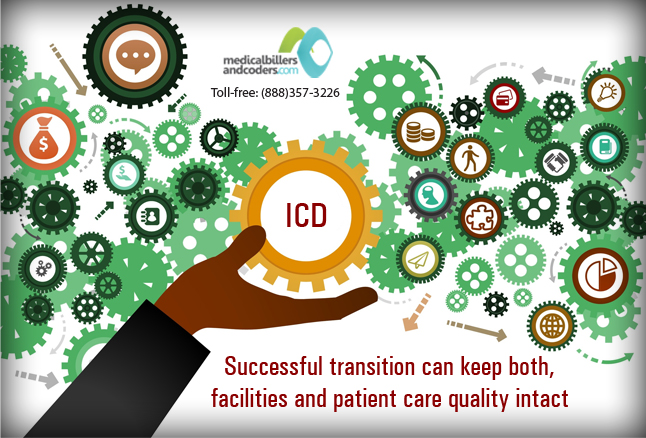 medicalbillers
andcoders.com
Toll-free: (888)357-3226
$
$
ICD
Successful transition can keep both,
facilities and patient care quality intact